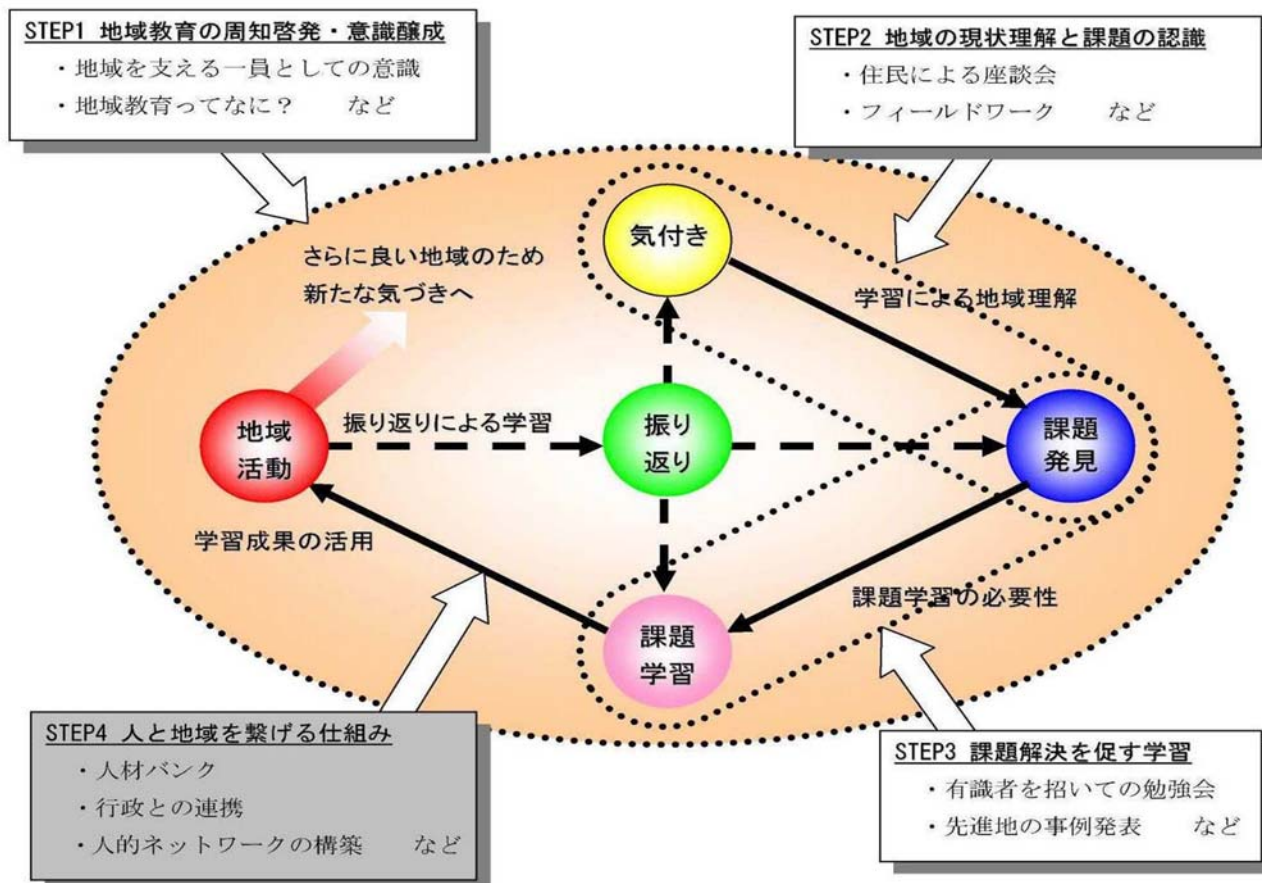 STEP1 地域教育の周知啓発・意識醸成
・地域を支える一員としての意識
・地域教育ってなに？　など
STEP2 地域の現状理解と課題の認識
・住民による座談会
・フィールドワーク　など
気付き
さらに良い地域のため
新たな気づきへ
学習による地域理解
地域
活動
振り返りによる学習
振り
返り
課題
発見
学習成果の活用
課題学習の必要性
課題
学習
STEP4 人と地域を繋げる仕組み
・人材バンク
・行政との連携
・人的ネットワークの構築　など
STEP3 課題解決を促す学習
・有識者を招いての勉強会
・先進地の事例発表　など